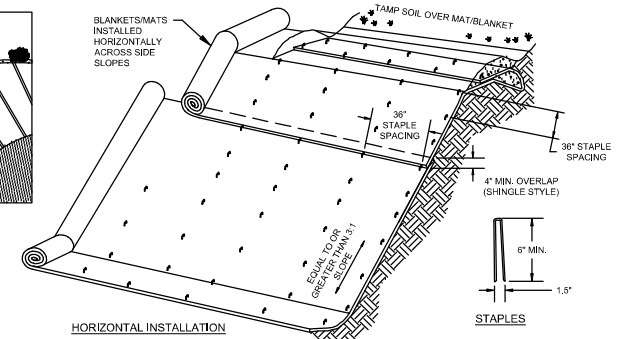 BLANKETS/MATS
INSTALLED
HORIZONTALLY
ACROSS SIDE
SLOPES
TAMP SOIL OVER MAT/BLANKET
36"
STAPLE
SPACING
36" STAPLE
SPACING
4" MIN. OVERLAP
(SHINGLE STYLE)
EQUAL TO OR
GREATER THAN 3:1
SLOPE
6" MIN.
1.5"
STAPLES
HORIZONTAL INSTALLATION